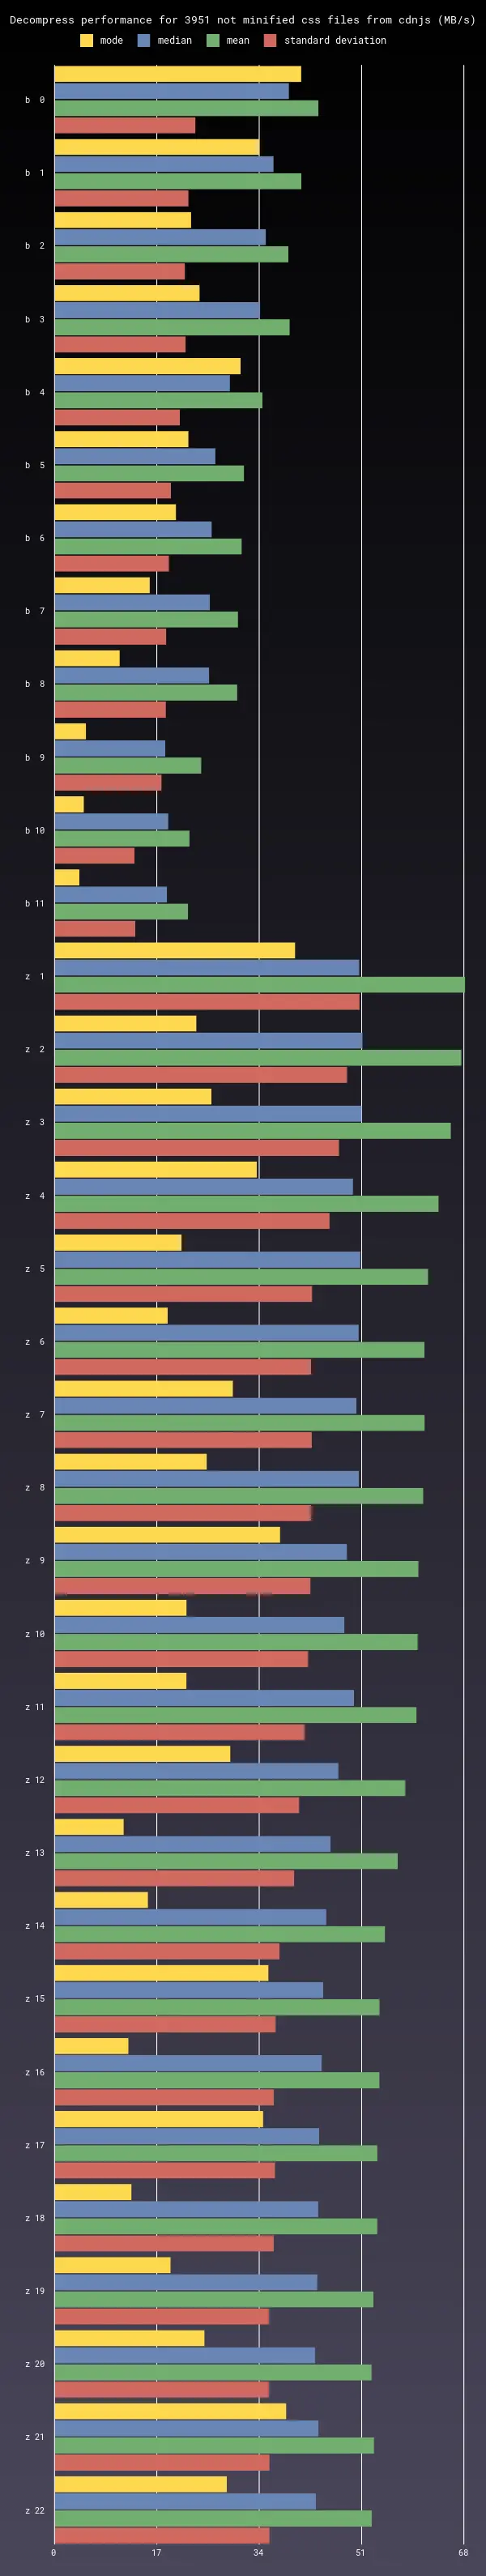 Decompress performance for 3951 not minified css files from cdnjs (MB/s)
mode median mean standard deviation
b 0
b 1
b 2
b 3
b 4
b 5
b 6
b 7
b 8
b 9
b 10
b 11
z 1
z 2
z 3
z 4
z 5
z 6
z 7
z 8
z 9
z 10
z 11
z 12
z 13
z 14
z 15
z 16
z 17
z 18
z 19
z 20
z 21
z 22
0 17 34 51 68